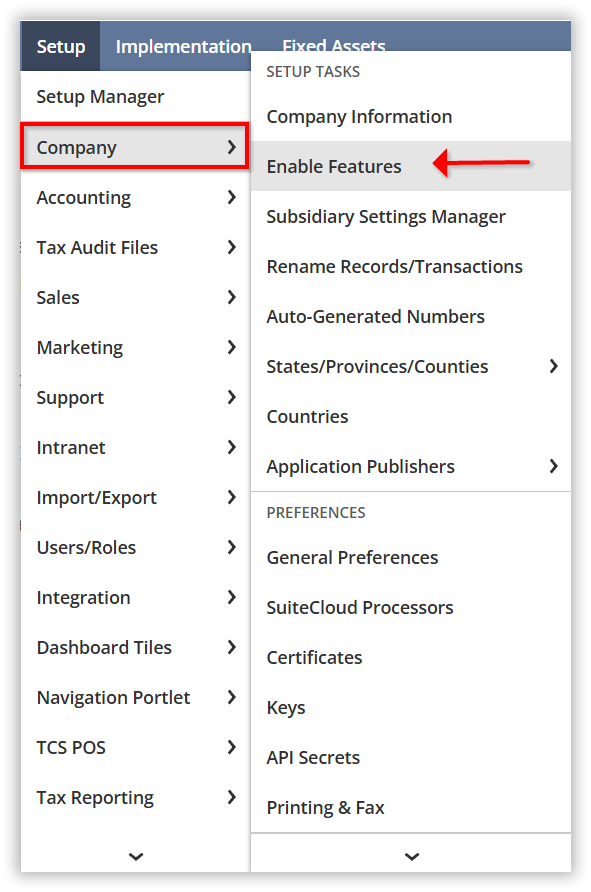 Setup Implementation Fixed Assets
Setup Manager
Company
Accounting
Tax Audit Files
Sales
Marketing
Support
Intranet
Import/Export
Users/Roles
Integration
Dashboard Tiles
Navigation Portlet
TCS POS
Tax Reporting
SETUP TASKS
Company Information
Enable Features
Subsidiary Settings Manager
Rename Records/Transactions
Auto-Generated Numbers
States/Provinces/Counties
Countries
Application Publishers
PREFERENCES
General Preferences
SuiteCloud Processors
Certificates
Keys
API Secrets
Printing & Fax